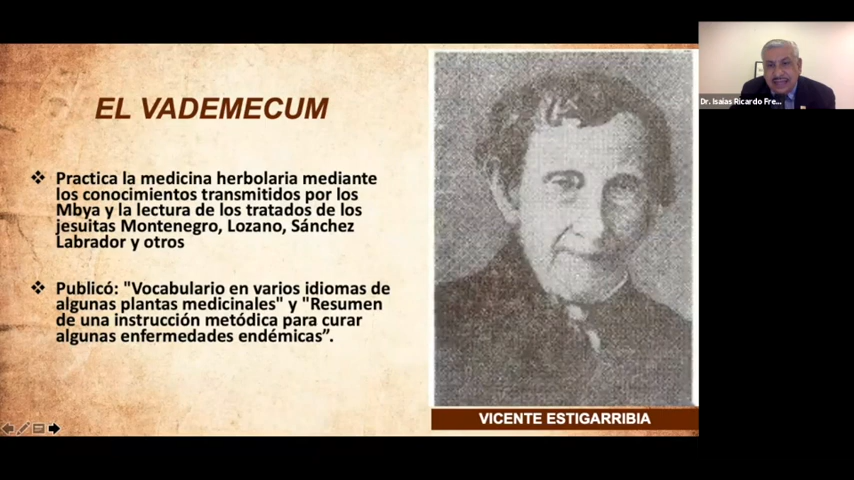 EL VADEMECUM
❖ Practica la medicina herbolaria mediante
los conocimientos transmitidos por los
Mbya y la lectura de los tratados de los
jesuitas Montenegro, Lozano, Sánchez
Labrador y otros
❖ Publicó: "Vocabulario en varios idiomas de
algunas plantas medicinales" y "Resumen
de una instrucción metódica para curar
algunas enfermedades endémicas”.
VICENTE ESTIGARRIBIA
Dr. Isaías Ricardo Fre...